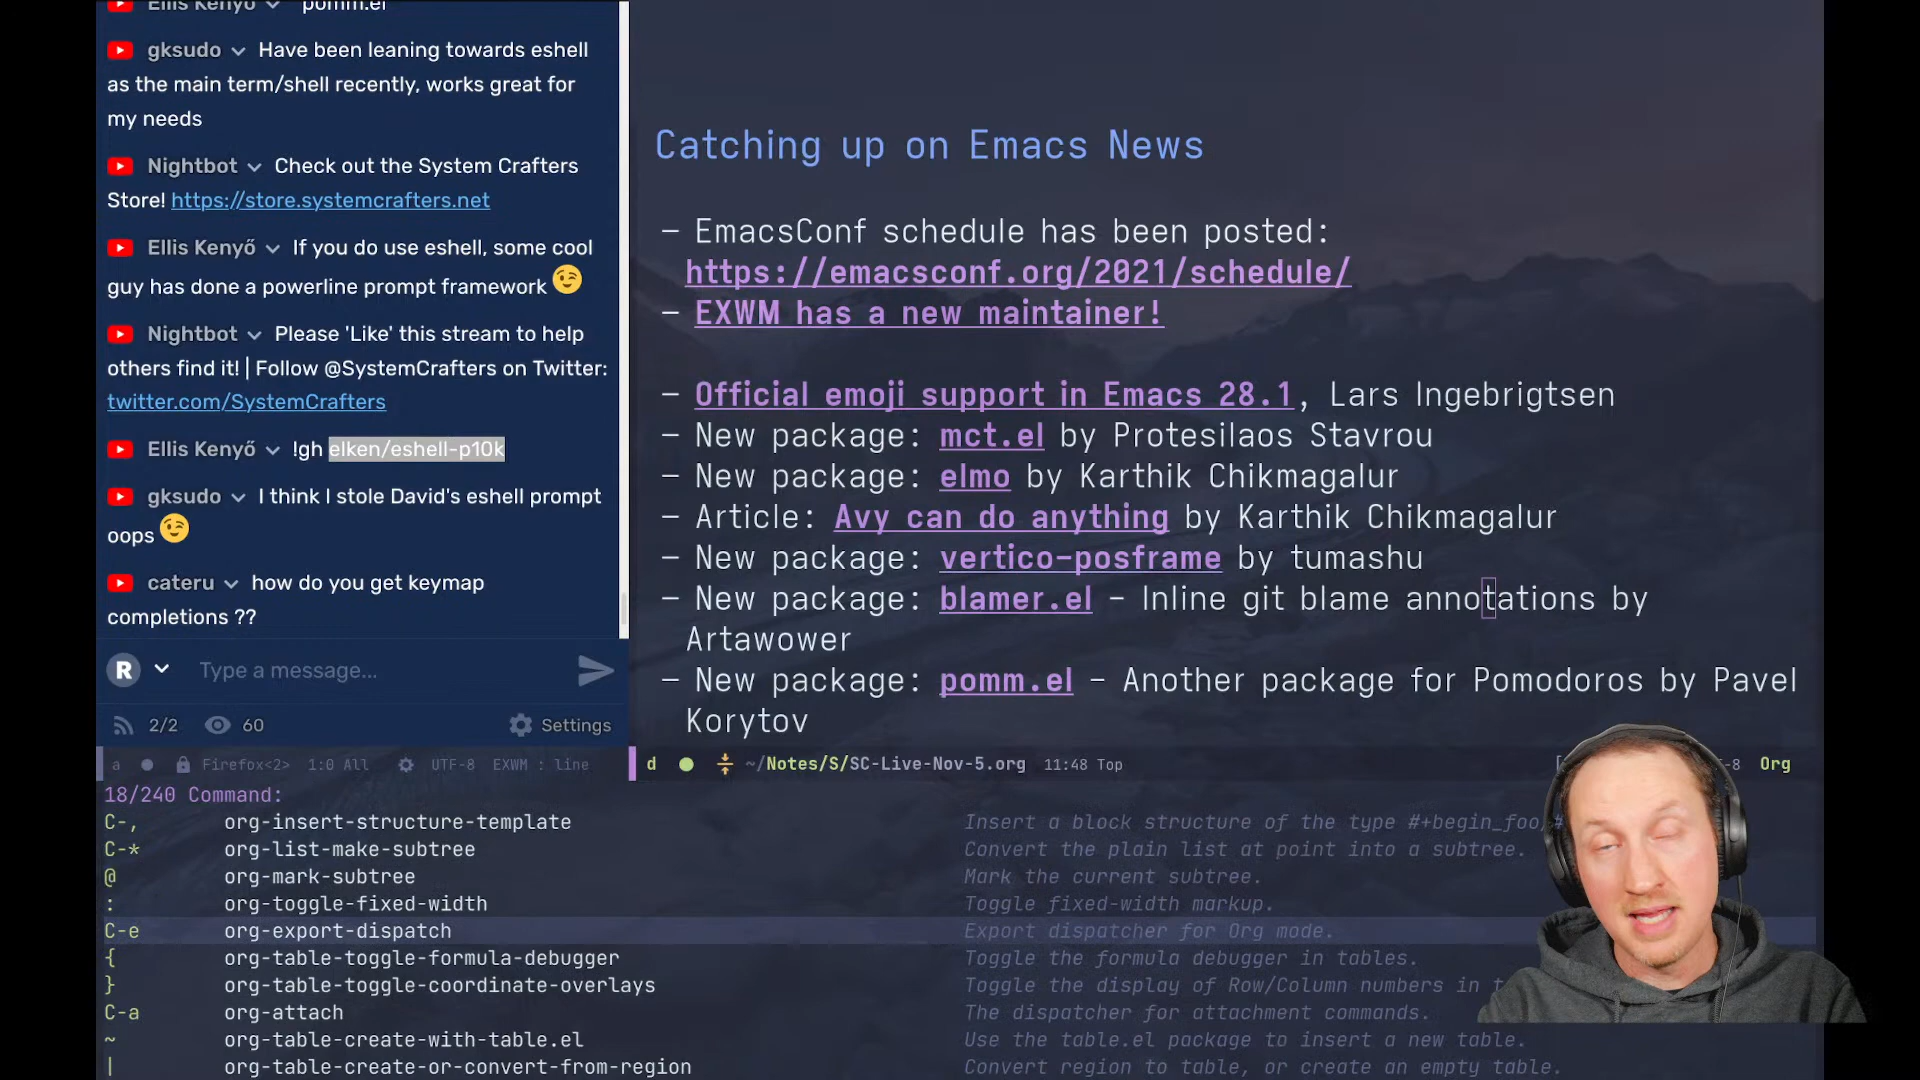 Ellis Kenyő pomm.el
gksudo Have been leaning towards eshell
as the main term/shell recently, works great for
my needs
Nightbot Check out the System Crafters
Store! https://store.systemcrafters.net
Ellis Kenyő If you do use eshell, some cool
guy has done a powerline prompt framework 😉
Nightbot Please 'Like' this stream to help
others find it! | Follow @SystemCrafters on Twitter:
twitter.com/SystemCrafters
Ellis Kenyő !gh elken/eshell-p10k
gksudo I think I stole David's eshell prompt
oops 😉
cateru how do you get keymap
completions ??
R Type a message...
2/2 60 Settings
a Firefox<2> 1:0 All UTF-8 EXWM : line
Catching up on Emacs News
- EmacsConf schedule has been posted:
https://emacsconf.org/2021/schedule/
- EXWM has a new maintainer!
- Official emoji support in Emacs 28.1, Lars Ingebrigtsen
- New package: mct.el by Protesilaos Stavrou
- New package: elmo by Karthik Chikmagalur
- Article: Avy can do anything by Karthik Chikmagalur
- New package: vertico-posframe by tumashu
- New package: blamer.el - Inline git blame annotations by
Artawower
- New package: pomm.el - Another package for Pomodoros by Pavel
Korytov
d ~/Notes/S/SC-Live-Nov-5.org 11:48 Top Org
18/240 Command:
C-, org-insert-structure-template Insert a block structure of the type #+begin_foo/#
C-* org-list-make-subtree Convert the plain list at point into a subtree.
@ org-mark-subtree Mark the current subtree.
: org-toggle-fixed-width Toggle fixed-width markup.
C-e org-export-dispatch Export dispatcher for Org mode.
{ org-table-toggle-formula-debugger Toggle the formula debugger in tables.
} org-table-toggle-coordinate-overlays Toggle the display of Row/Column numbers in
C-a org-attach The dispatcher for attachment commands.
~ org-table-create-with-table.el Use the table.el package to insert a new table.
| org-table-create-or-convert-from-region Convert region to table, or create an empty table.